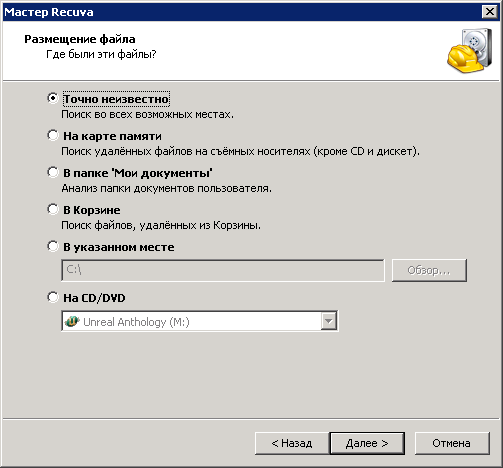 Мастер Recuva
Размещение файла
Где были эти файлы?
Точно неизвестно
Поиск во всех возможных местах.
На карте памяти
Поиск удалённых файлов на съёмных носителях (кроме CD и дискет).
В папке 'Мои документы'
Анализ папки документов пользователя.
В Корзине
Поиск файлов, удалённых из Корзины.
В указанном месте
C:\
Обзор...
На CD/DVD
Unreal Anthology (M:)
< Назад
Далее >
Отмена